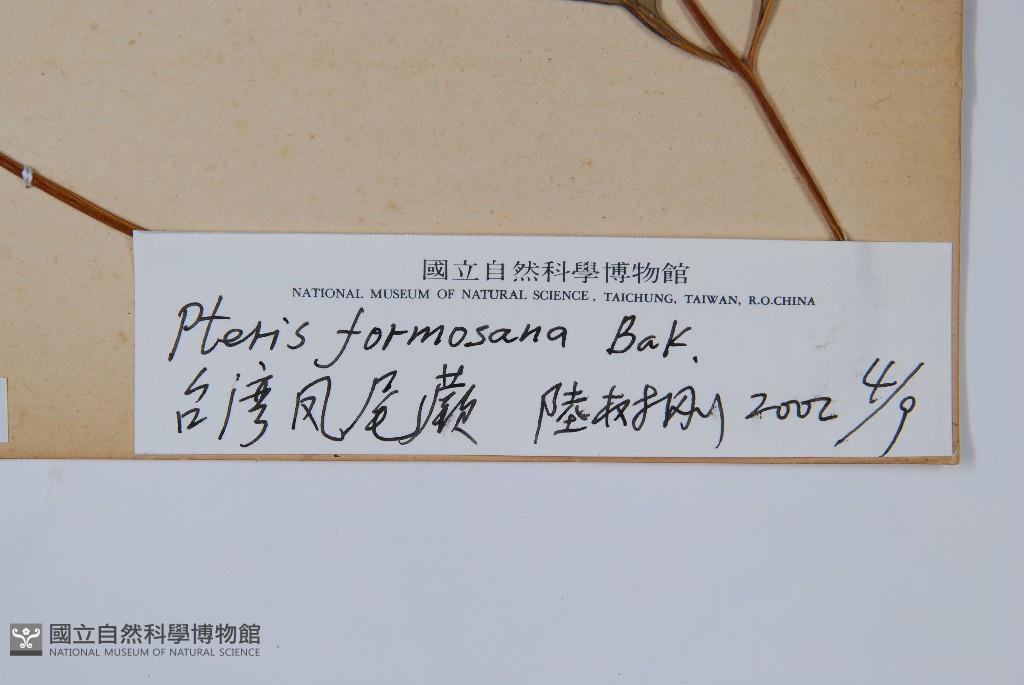 國立自然科學博物館
NATIONAL MUSEUM OF NATURAL SCIENCE, TAICHUNG, TAIWAN, R.O.CHINA
Pteris formosana Bak.
台湾凤尾蕨 陸树刚 2002 4/9
國立自然科學博物館
NATIONAL MUSEUM OF NATURAL SCIENCE